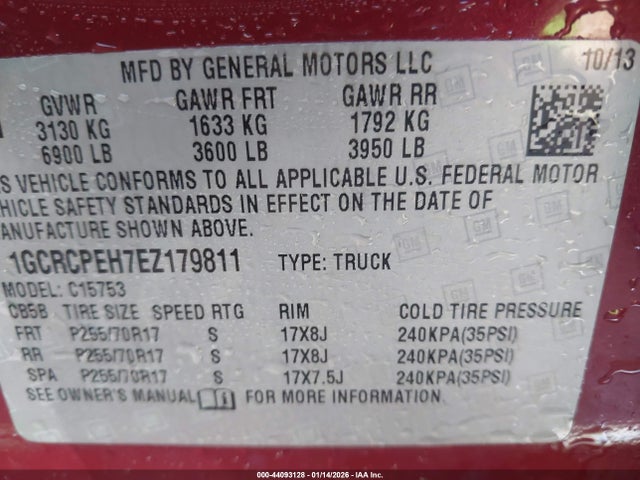 MFD BY GENERAL MOTORS LLC 10/13
GVWR GAWR FRT GAWR RR
3130 KG 1633 KG 1792 KG
6900 LB 3600 LB 3950 LB
S VEHICLE CONFORMS TO ALL APPLICABLE U.S. FEDERAL MOTOR
HICLE SAFETY STANDARDS IN EFFECT ON THE DATE OF
MANUFACTURE SHOWN ABOVE.
1GCRCPEH7EZ179811 TYPE: TRUCK
MODEL: C15753
CB5B TIRE SIZE SPEED RTG RIM COLD TIRE PRESSURE
FRT P255/70R17 S 17X8J 240KPA(35PSI)
RR P255/70R17 S 17X8J 240KPA(35PSI)
SPA P255/70R17 S 17X7.5J 240KPA(35PSI)
SEE OWNER'S MANUAL FOR MORE INFORMATION.
000-44093128 - 01/14/2026 - IAA Inc.